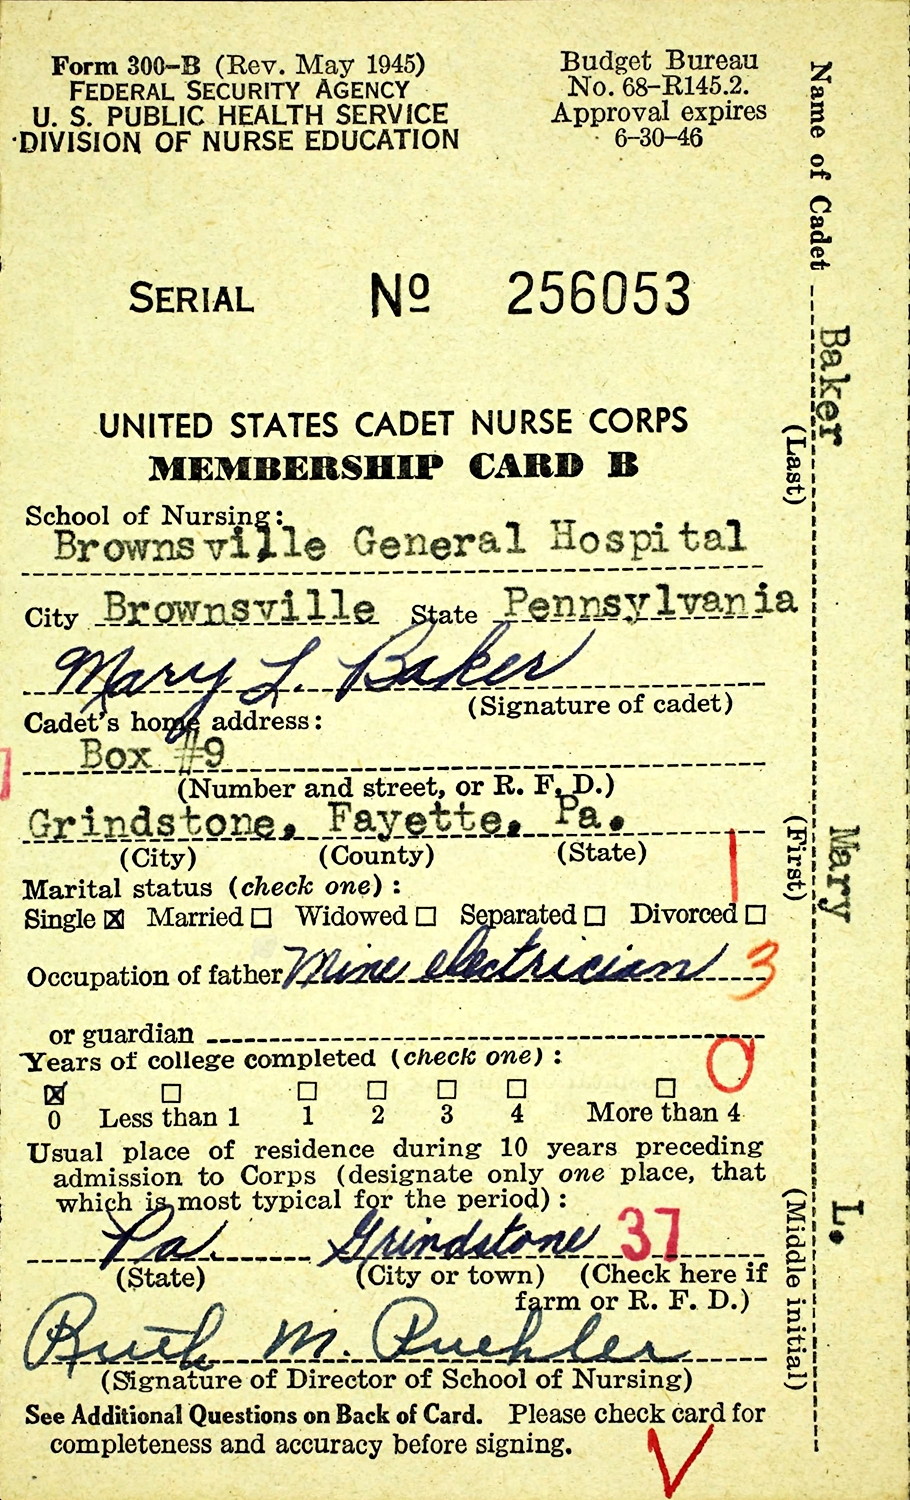 Form 300-B (Rev. May 1945)
FEDERAL SECURITY AGENCY
U. S. PUBLIC HEALTH SERVICE
DIVISION OF NURSE EDUCATION
Budget Bureau
No. 68-R145.2.
Approval expires
6-30-46
SERIAL Nº 256053
UNITED STATES CADET NURSE CORPS
MEMBERSHIP CARD B
School of Nursing:
Brownsville General Hospital
City Brownsville State Pennsylvania
Mary L. Baker
(Signature of cadet)
Cadet's home address:
Box #9
(Number and street, or R. F. D.)
Grindstone, Fayette, Pa.
(City) (County) (State)
Marital status (check one):
Single ☒ Married ☐ Widowed ☐ Separated ☐ Divorced ☐
Occupation of father Mine electrician 3
or guardian
Years of college completed (check one): 0
☒ ☐ ☐ ☐ ☐ ☐ ☐
0 Less than 1 1 2 3 4 More than 4
Usual place of residence during 10 years preceding
admission to Corps (designate only one place, that
which is most typical for the period):
Pa. Grindstone 37
(State) (City or town) (Check here if
farm or R. F. D.)
Ruth M. Puehler
(Signature of Director of School of Nursing)
See Additional Questions on Back of Card. Please check card for
completeness and accuracy before signing.
Name of Cadet Baker Mary L.
(Last) (First) (Middle initial)